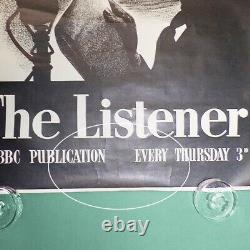 The Listener
BBC PUBLICATION EVERY THURSDAY 3ᴰ